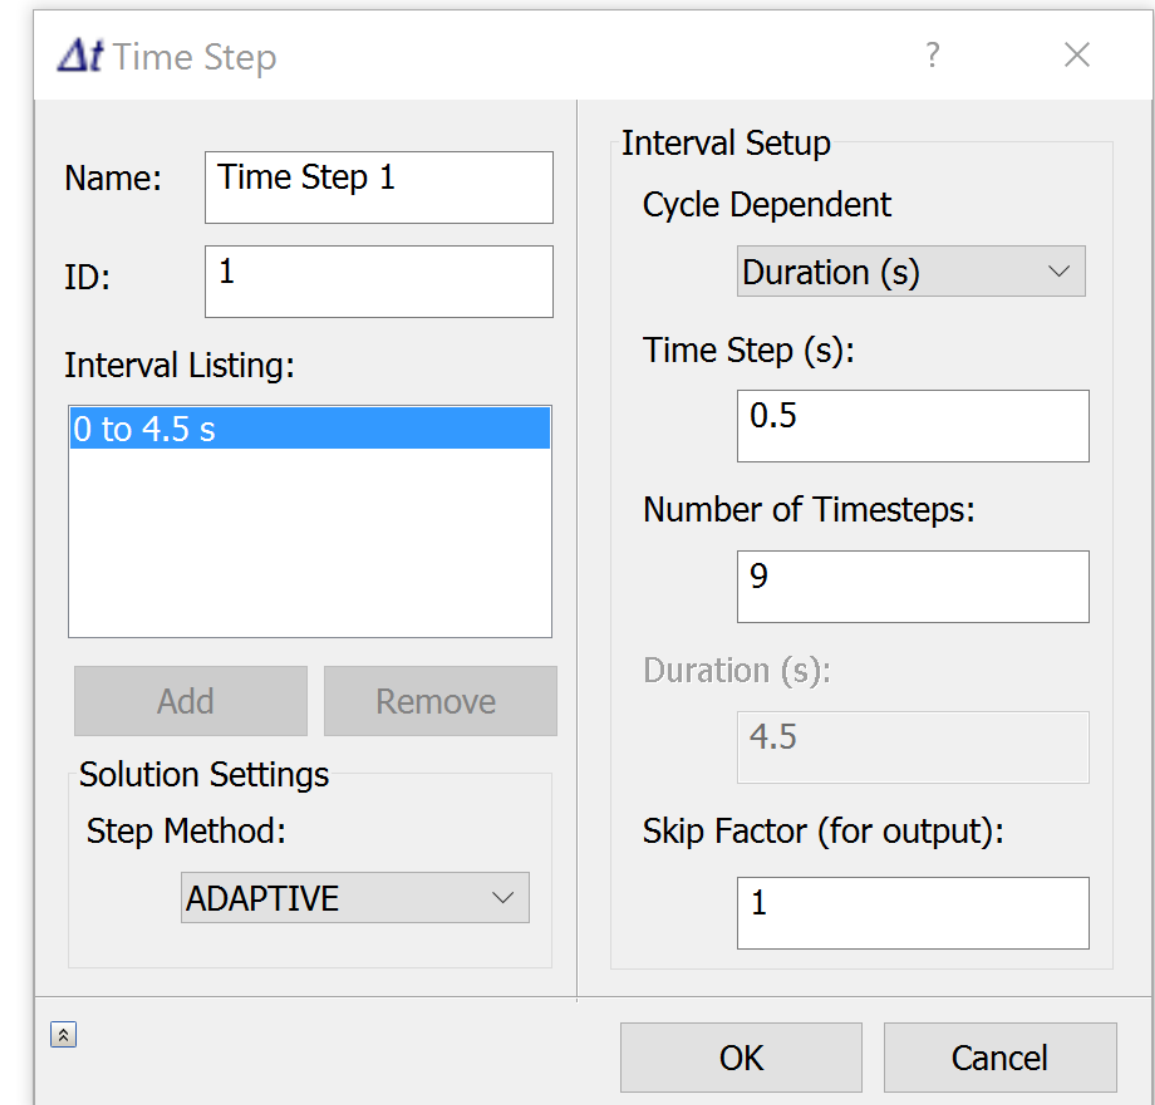 Δt Time Step ?
Name: Time Step 1
ID: 1
Interval Listing:
0 to 4.5 s
Add Remove
Solution Settings
Step Method:
ADAPTIVE
Interval Setup
Cycle Dependent
Duration (s)
Time Step (s):
0.5
Number of Timesteps:
9
Duration (s):
4.5
Skip Factor (for output):
1
OK Cancel